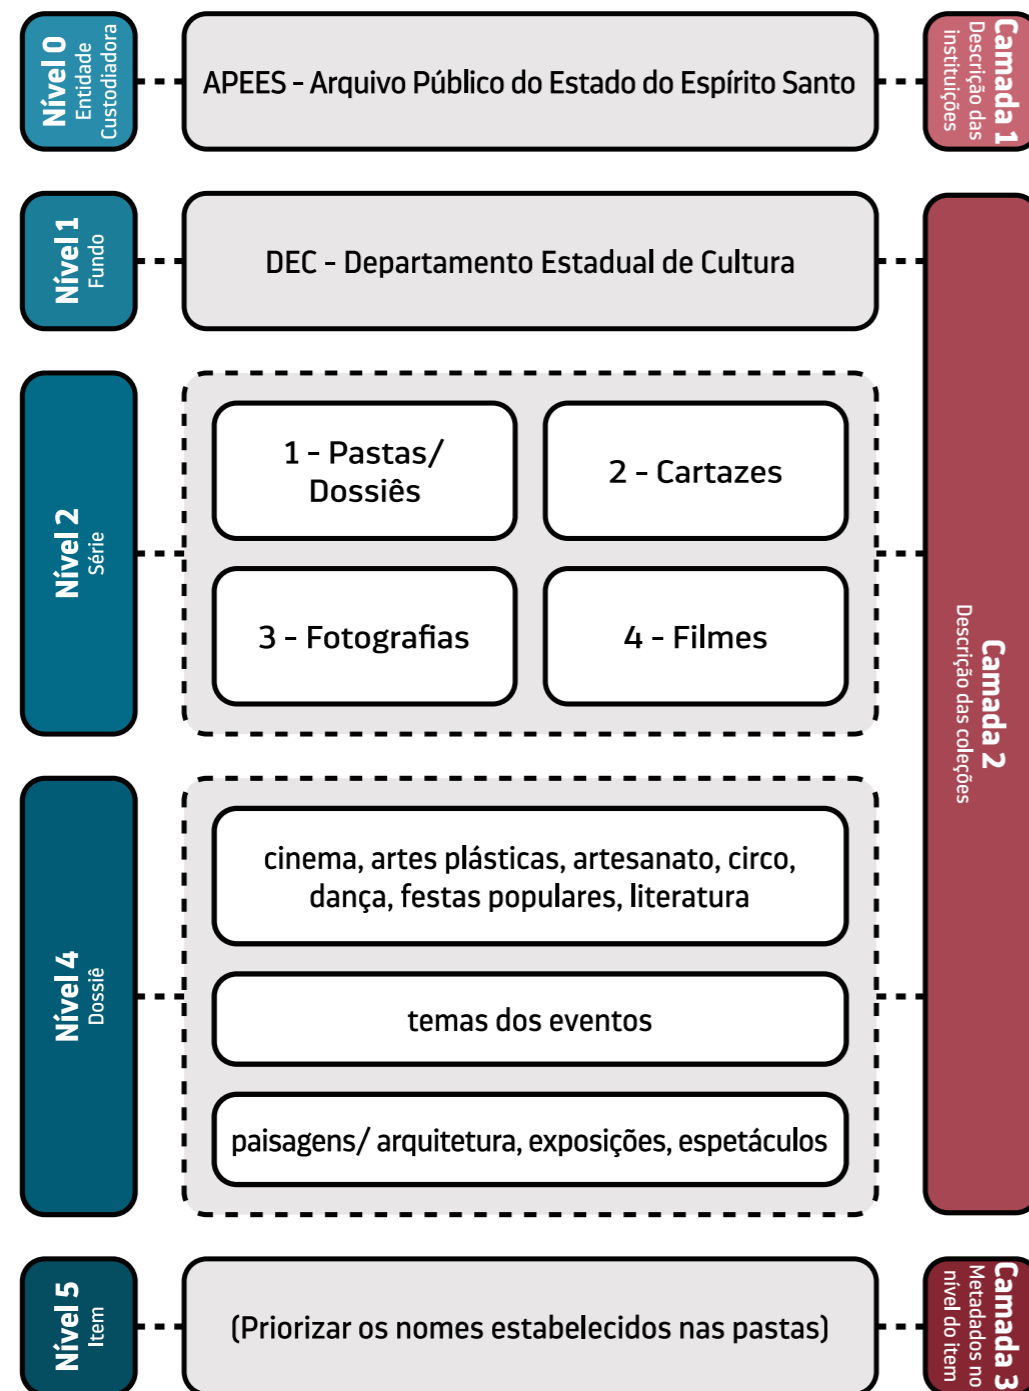 Nível 0
Entidade
Custodiadora
APEES - Arquivo Público do Estado do Espírito Santo
Camada 1
Descrição das
instituições
Nível 1
Fundo
DEC - Departamento Estadual de Cultura
Nível 2
Série
1 - Pastas/
Dossiês
2 - Cartazes
3 - Fotografias
4 - Filmes
Camada 2
Descrição das coleções
Nível 4
Dossiê
cinema, artes plásticas, artesanato, circo,
dança, festas populares, literatura
temas dos eventos
paisagens/ arquitetura, exposições, espetáculos
Nível 5
Item
(Priorizar os nomes estabelecidos nas pastas)
Camada 3
Metadados no
nível do item